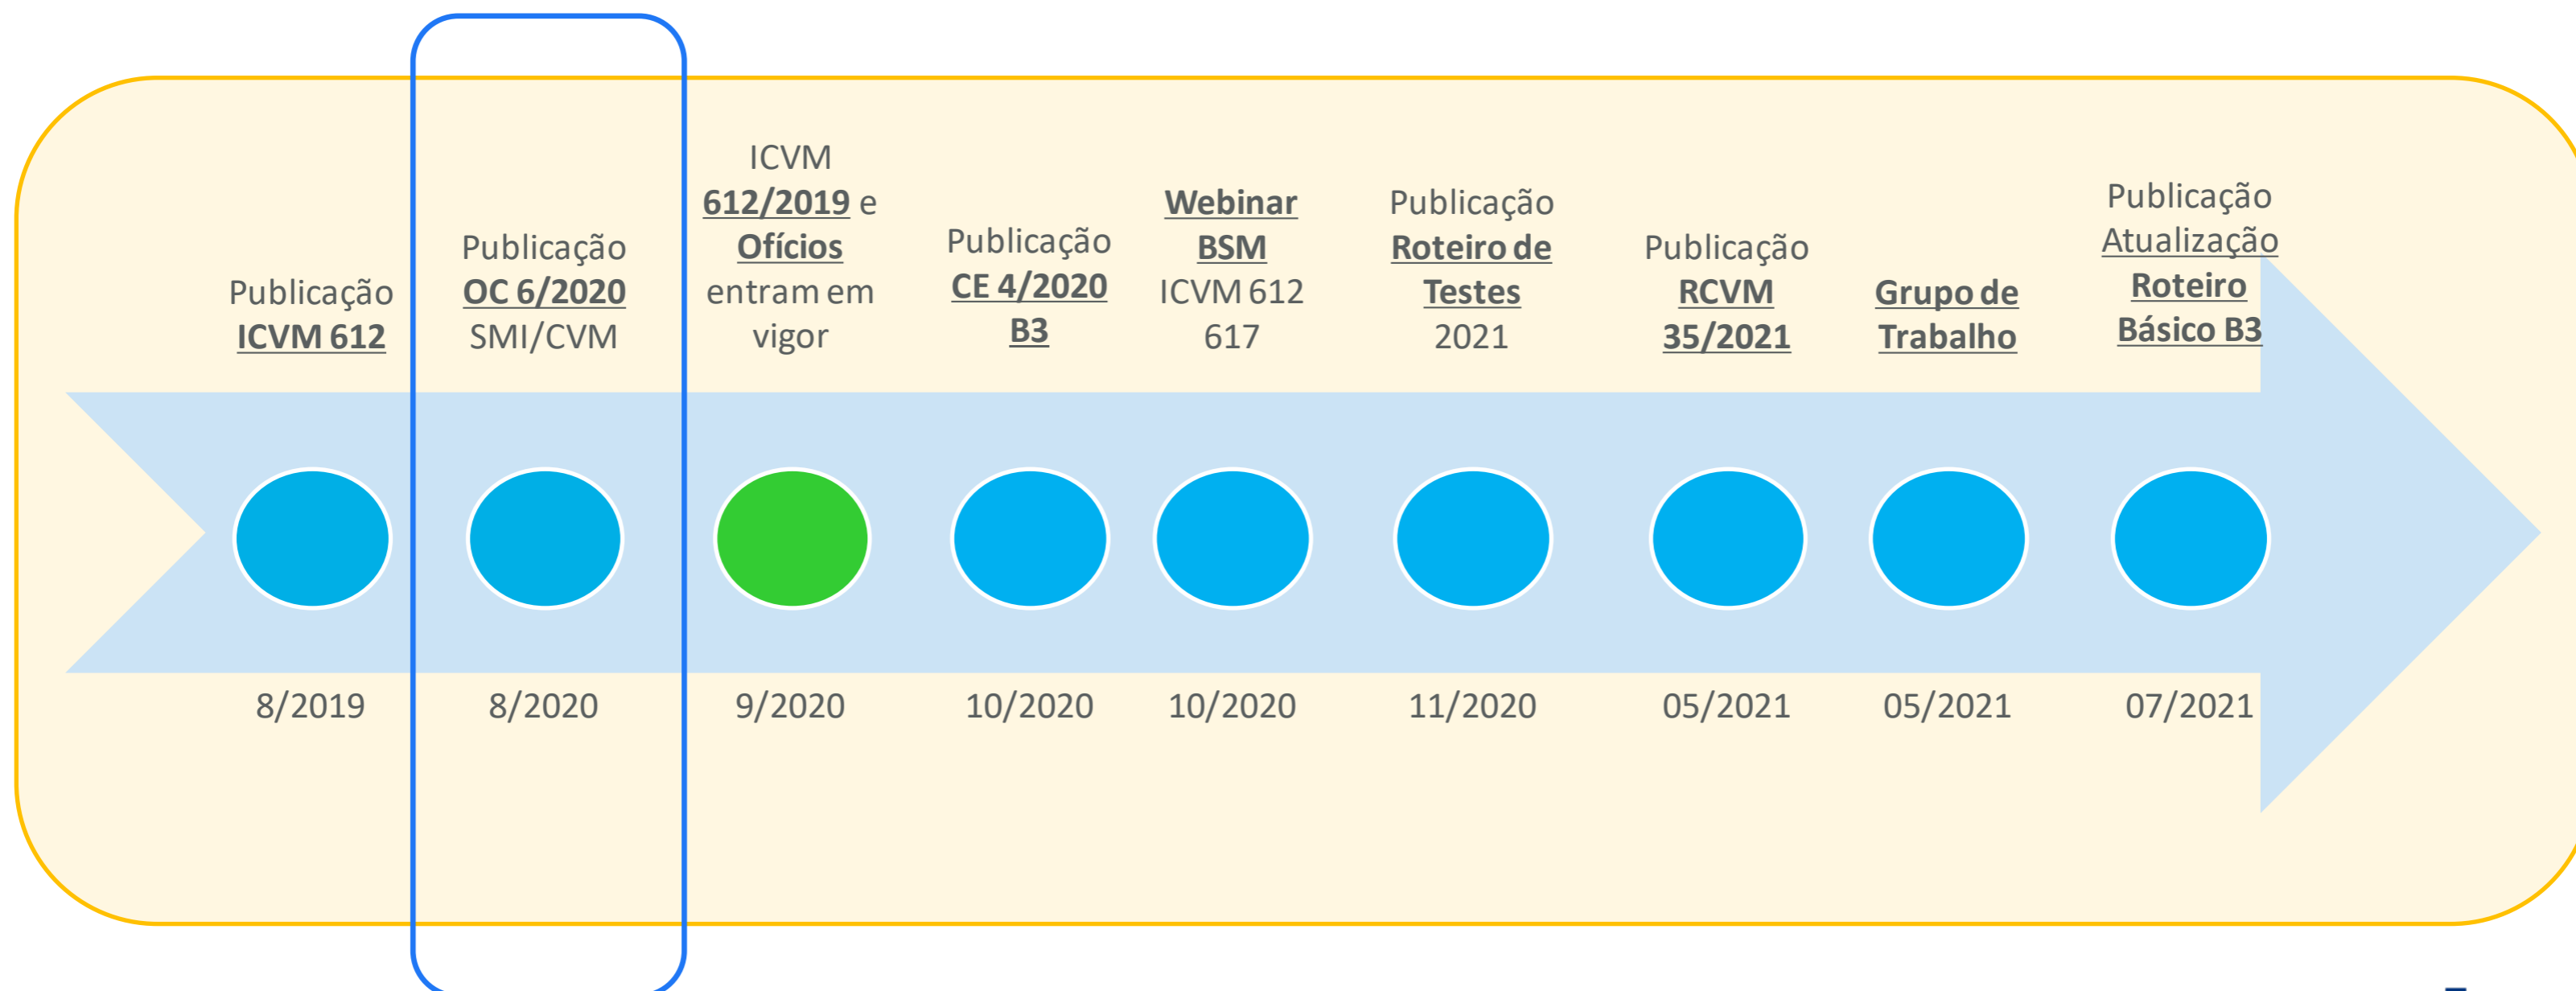 Publicação
ICVM 612
Publicação
OC 6/2020
SMI/CVM
ICVM
612/2019 e
Ofícios
entram em
vigor
Publicação
CE 4/2020
B3
Webinar
BSM
ICVM 612
617
Publicação
Roteiro de
Testes
2021
Publicação
RCVM
35/2021
Grupo de
Trabalho
Publicação
Atualização
Roteiro
Básico B3
8/2019
8/2020
9/2020
10/2020
10/2020
11/2020
05/2021
05/2021
07/2021